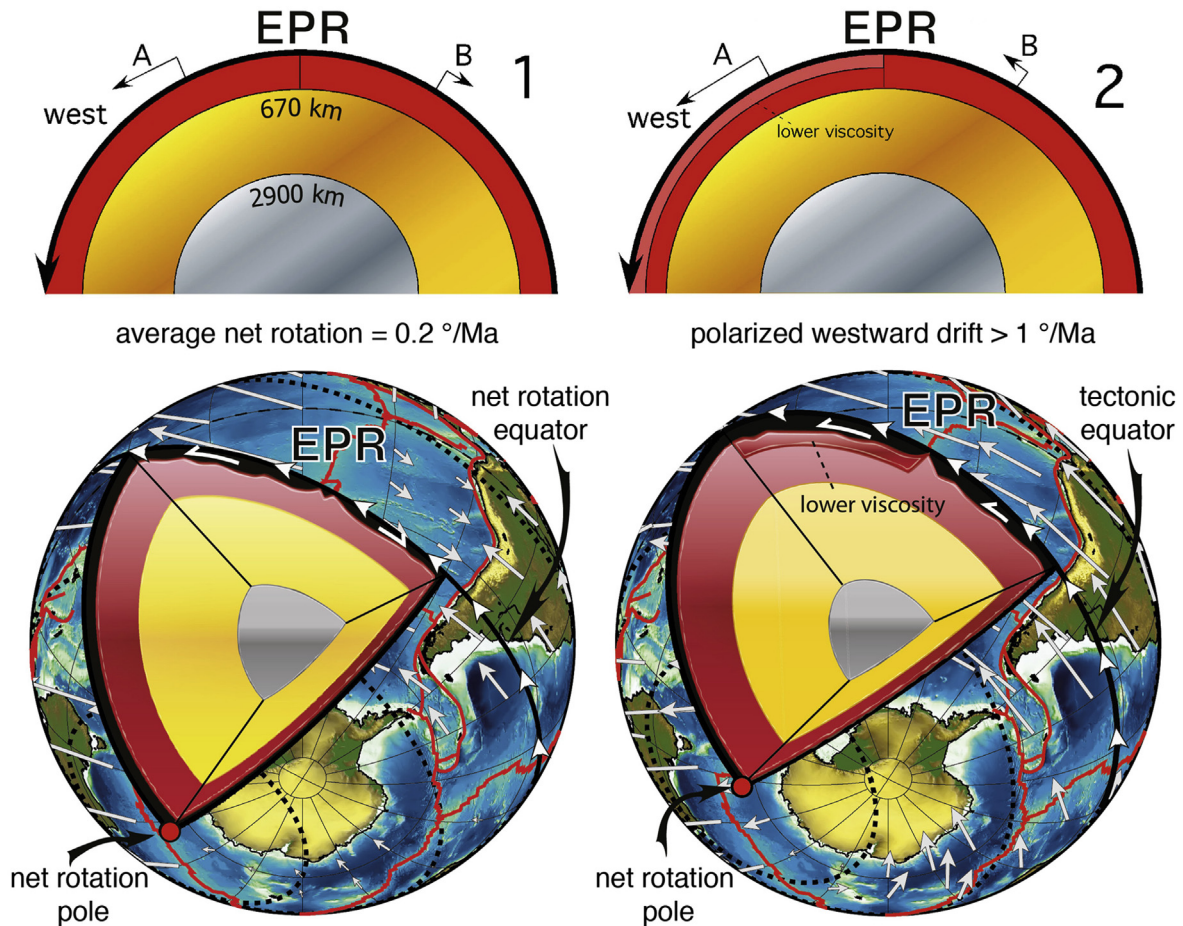 EPR
A
B
1
west
670 km
2900 km
average net rotation = 0.2 °/Ma
EPR
A
B
2
west
lower viscosity
polarized westward drift > 1 °/Ma
net rotation
equator
EPR
net rotation
pole
tectonic
equator
EPR
lower viscosity
net rotation
pole